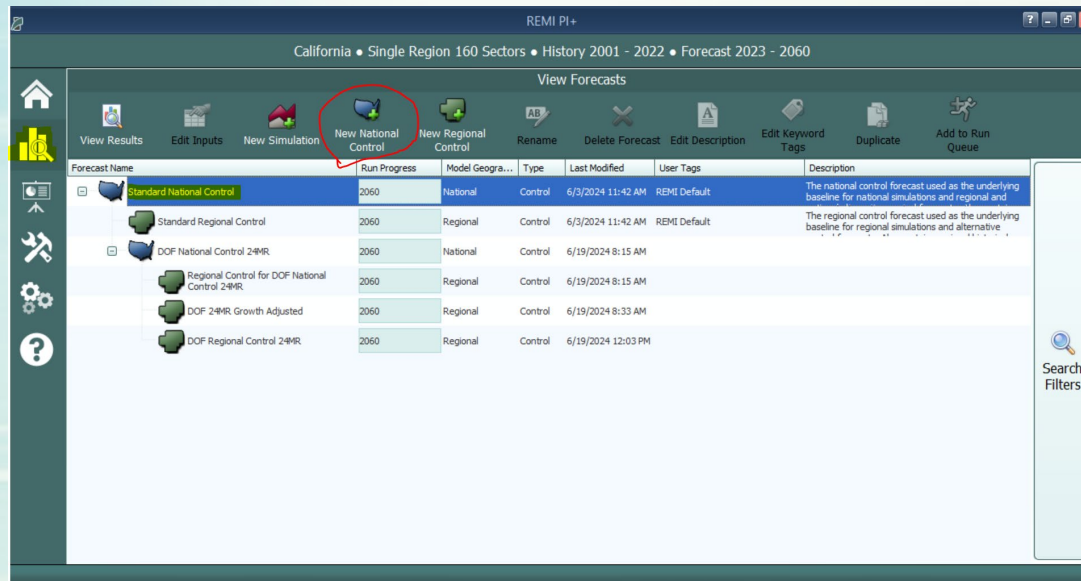 REMI PI+
California ● Single Region 160 Sectors ● History 2001 - 2022 ● Forecast 2023 - 2060
View Forecasts
View Results
Edit Inputs
New Simulation
New National Control
New Regional Control
Rename
Delete Forecast
Edit Description
Edit Keyword Tags
Duplicate
Add to Run Queue
Forecast Name Run Progress Model Geogra... Type Last Modified User Tags Description
Standard National Control 2060 National Control 6/3/2024 11:42 AM REMI Default The national control forecast used as the underlying
baseline for national simulations and regional and
Standard Regional Control 2060 Regional Control 6/3/2024 11:42 AM REMI Default The regional control forecast used as the underlying
baseline for regional simulations and alternative
DOF National Control 24MR 2060 National Control 6/19/2024 8:15 AM
Regional Control for DOF National
Control 24MR 2060 Regional Control 6/19/2024 8:15 AM
DOF 24MR Growth Adjusted 2060 Regional Control 6/19/2024 8:33 AM
DOF Regional Control 24MR 2060 Regional Control 6/19/2024 12:03 PM
Search
Filters